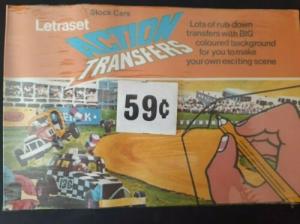 Stock Cars
Letraset
ACTION
TRANSFERS
Lots of rub-down
transfers with BIG
coloured background
for you to make
your own exciting scene
59¢